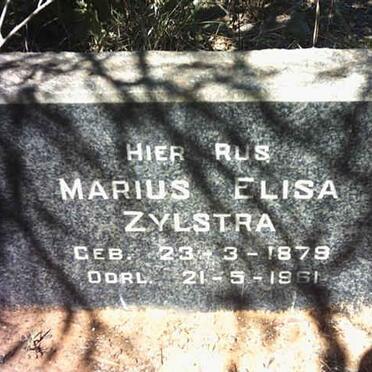 HIER RUS
MARIUS ELISA
ZYLSTRA
GEB. 23-3-1879
OORL. 21-5-1961